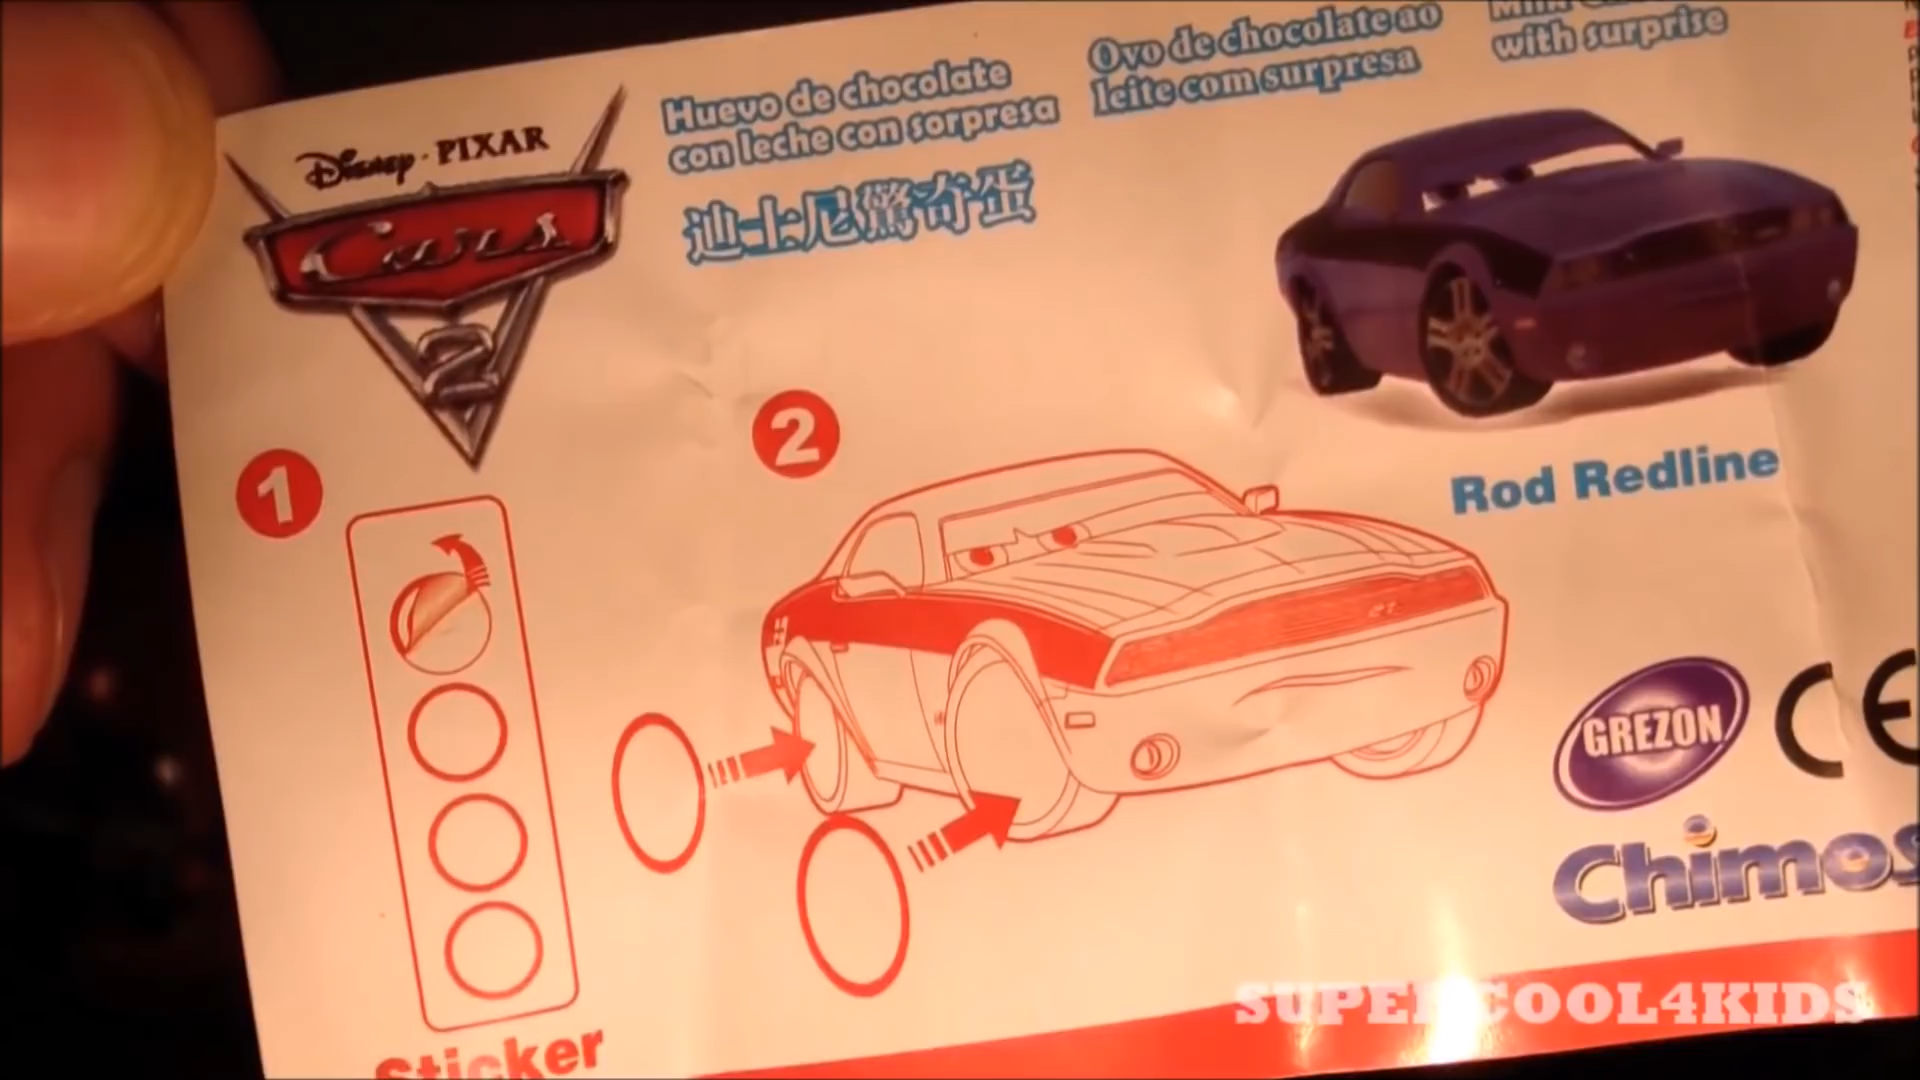 Disney·PIXAR
Cars
2
Huevo de chocolate
con leche con sorpresa
迪士尼驚奇蛋
Ovo de chocolate ao
leite com surpresa
with surprise
Rod Redline
1
2
GREZON
CE
Chimos
Sticker
SUPERCOOL4KIDS